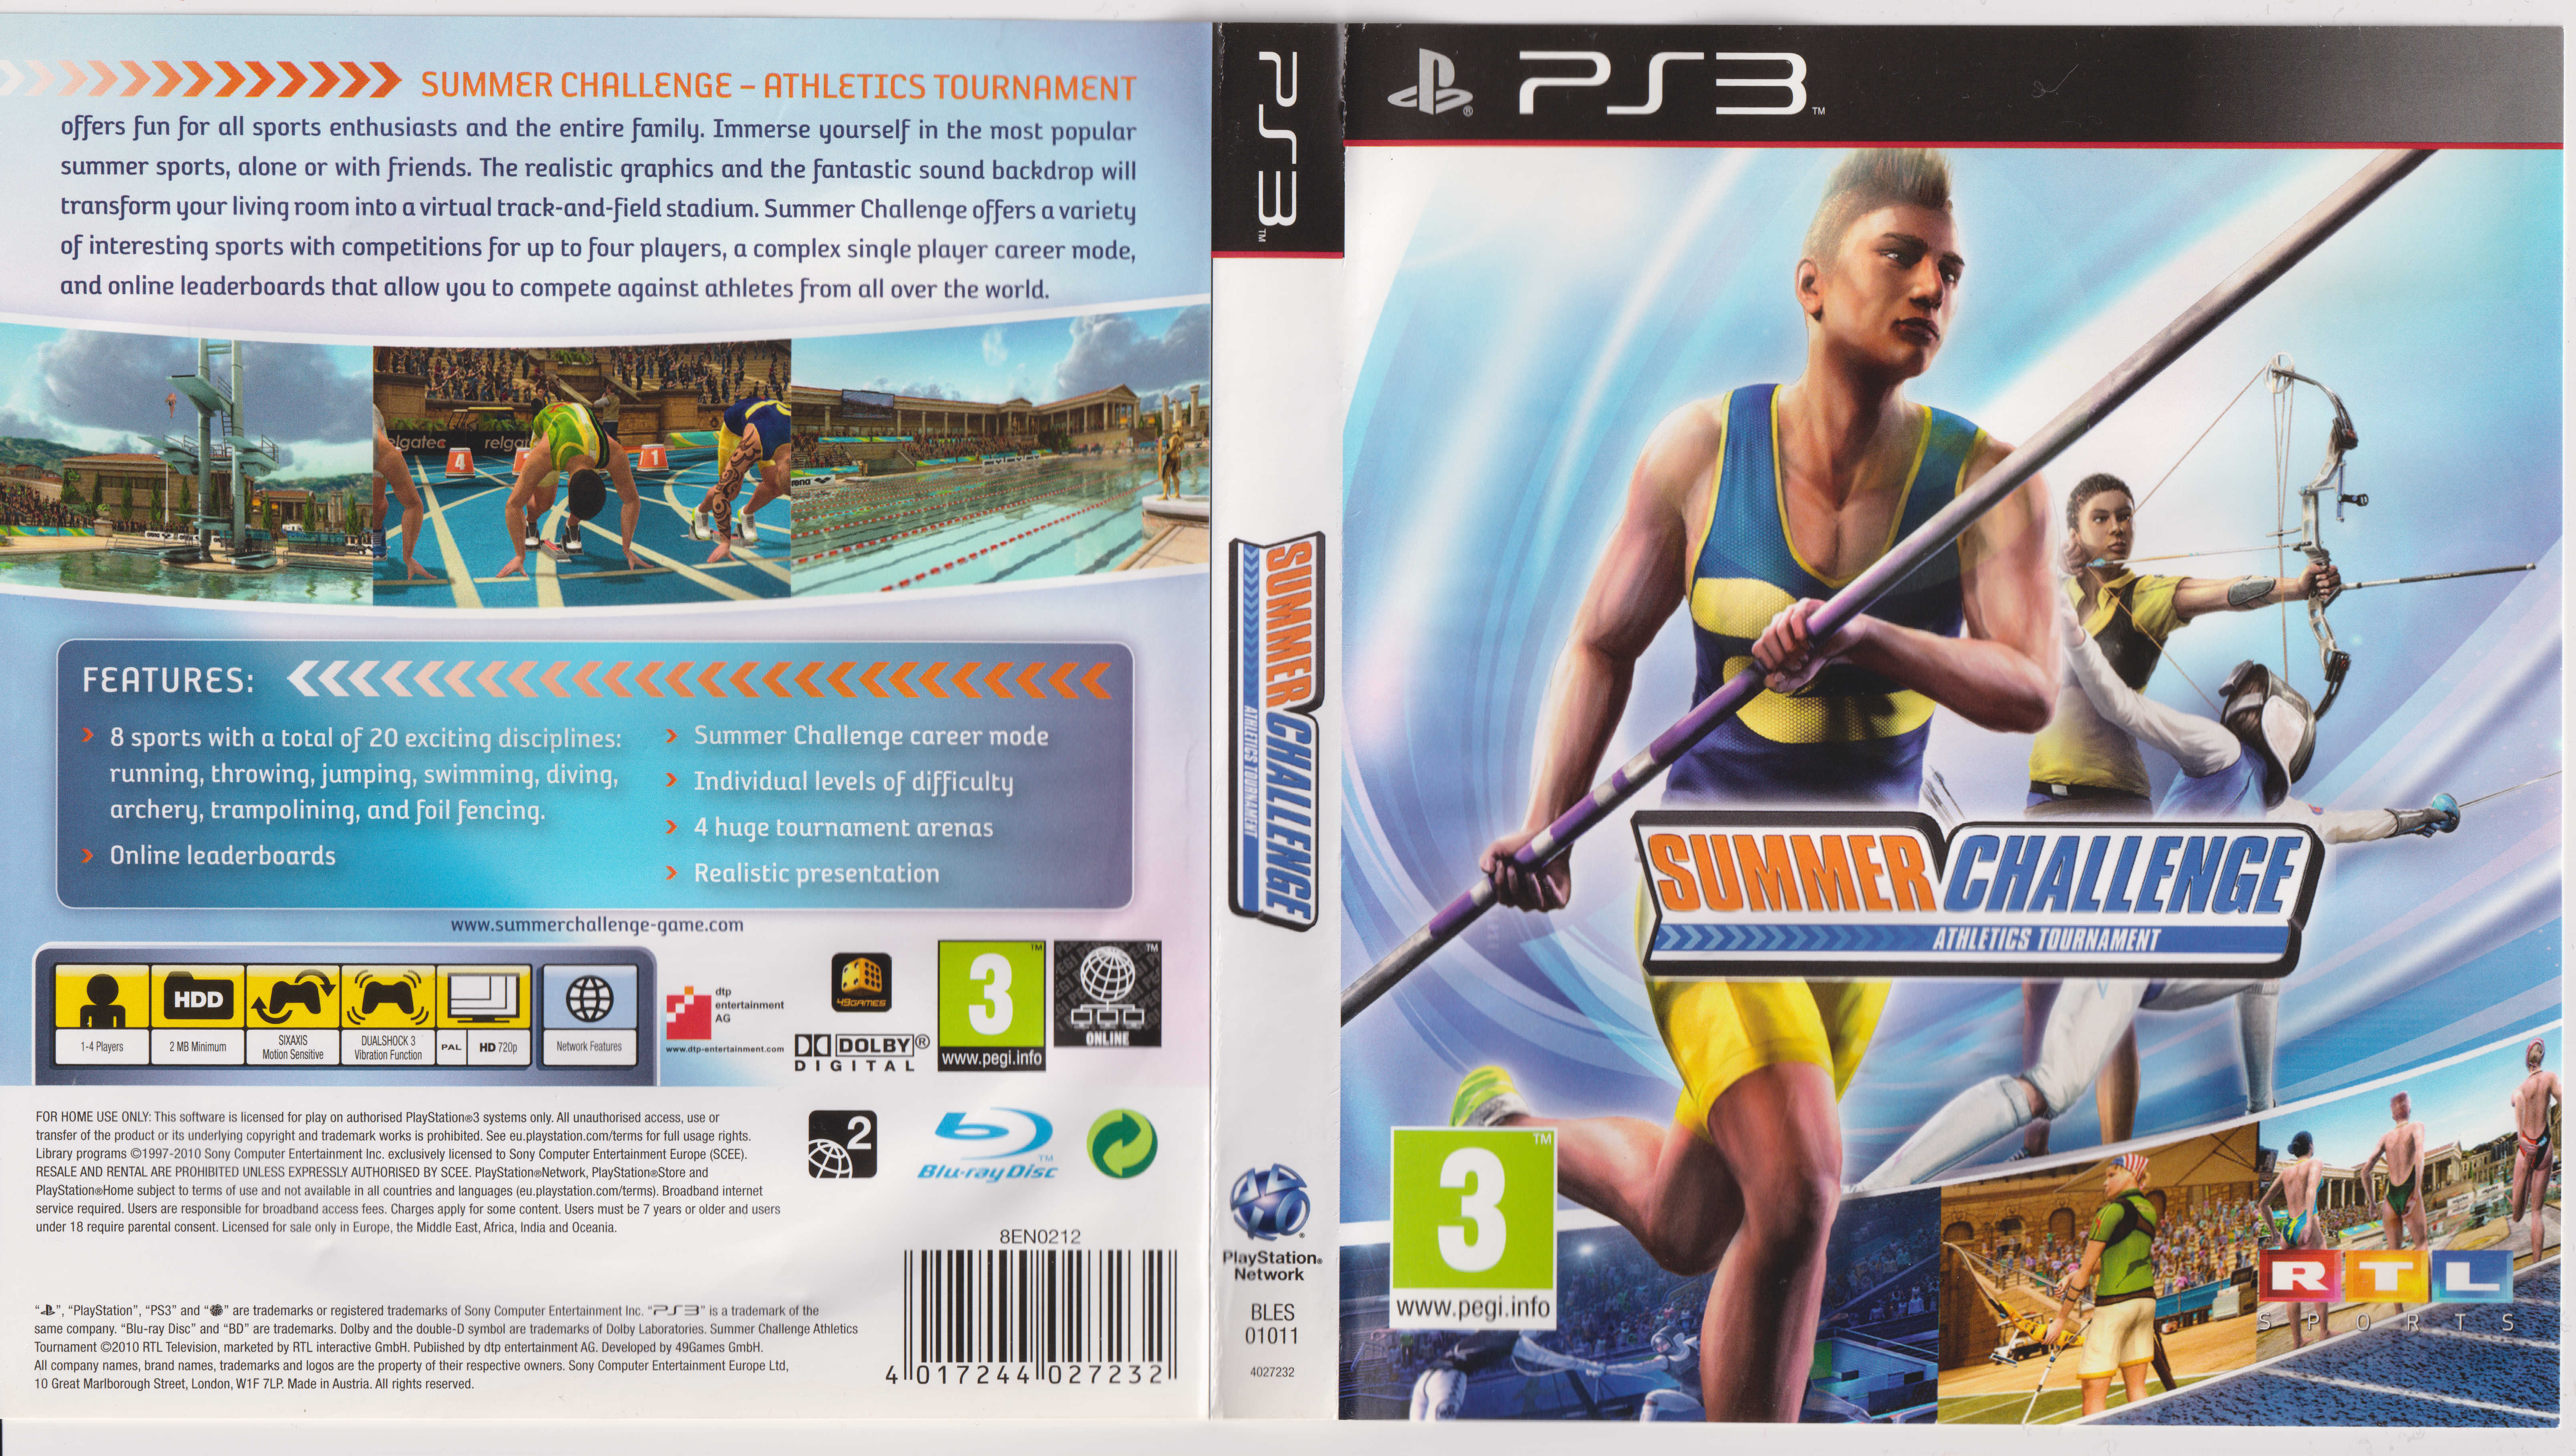 SUMMER CHALLENGE – ATHLETICS TOURNAMENT
offers fun for all sports enthusiasts and the entire family. Immerse yourself in the most popular
summer sports, alone or with friends. The realistic graphics and the fantastic sound backdrop will
transform your living room into a virtual track-and-field stadium. Summer Challenge offers a variety
of interesting sports with competitions for up to four players, a complex single player career mode,
and online leaderboards that allow you to compete against athletes from all over the world.
elgatec
relgat
4
1
arena
FEATURES:
8 sports with a total of 20 exciting disciplines:
running, throwing, jumping, swimming, diving,
archery, trampolining, and foil fencing.
Online leaderboards
Summer Challenge career mode
Individual levels of difficulty
4 huge tournament arenas
Realistic presentation
www.summerchallenge-game.com
HDD
1-4 Players
2 MB Minimum
SIXAXIS
Motion Sensitive
DUALSHOCK 3
Vibration Function
PAL
HD 720p
Network Features
dtp
entertainment
AG
www.dtp-entertainment.com
49GAMES
DOLBY®
DIGITAL
3™
www.pegi.info
™
ONLINE
FOR HOME USE ONLY: This software is licensed for play on authorised PlayStation®3 systems only. All unauthorised access, use or
transfer of the product or its underlying copyright and trademark works is prohibited. See eu.playstation.com/terms for full usage rights.
Library programs ©1997-2010 Sony Computer Entertainment Inc. exclusively licensed to Sony Computer Entertainment Europe (SCEE).
RESALE AND RENTAL ARE PROHIBITED UNLESS EXPRESSLY AUTHORISED BY SCEE. PlayStation®Network, PlayStation®Store and
PlayStation®Home subject to terms of use and not available in all countries and languages (eu.playstation.com/terms). Broadband internet
service required. Users are responsible for broadband access fees. Charges apply for some content. Users must be 7 years or older and users
under 18 require parental consent. Licensed for sale only in Europe, the Middle East, Africa, India and Oceania.
2
Blu-ray Disc™
8EN0212
4 017244 027232
“ ”, “PlayStation”, “PS3” and “ ” are trademarks or registered trademarks of Sony Computer Entertainment Inc. “PS3” is a trademark of the
same company. “Blu-ray Disc” and “BD” are trademarks. Dolby and the double-D symbol are trademarks of Dolby Laboratories. Summer Challenge Athletics
Tournament ©2010 RTL Television, marketed by RTL interactive GmbH. Published by dtp entertainment AG. Developed by 49Games GmbH.
All company names, brand names, trademarks and logos are the property of their respective owners. Sony Computer Entertainment Europe Ltd,
10 Great Marlborough Street, London, W1F 7LP. Made in Austria. All rights reserved.
PS3™
SUMMER CHALLENGE
ATHLETICS TOURNAMENT
PlayStation®
Network
BLES
01011
4027232
PS3™
SUMMER CHALLENGE
ATHLETICS TOURNAMENT
3™
www.pegi.info
RTL
SPORTS